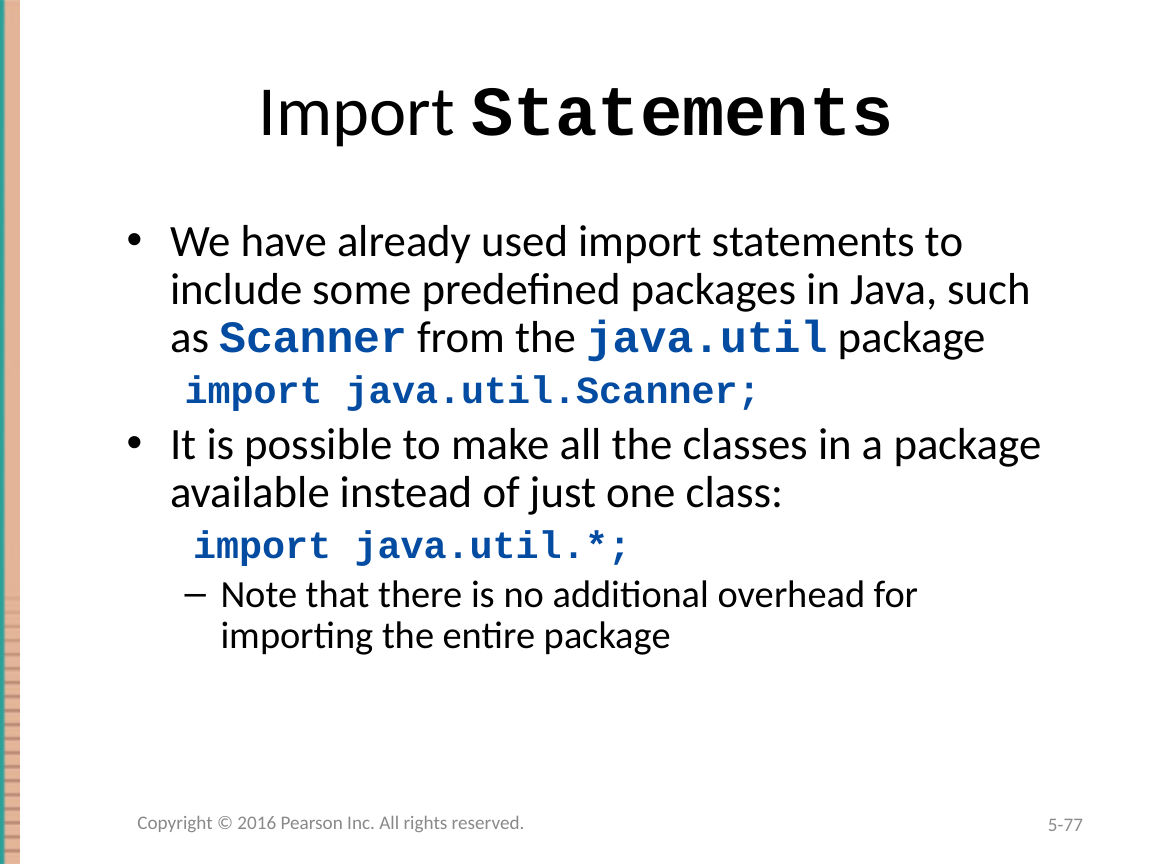 Import Statements
• We have already used import statements to
include some predefined packages in Java, such
as Scanner from the java.util package
import java.util.Scanner;
• It is possible to make all the classes in a package
available instead of just one class:
import java.util.*;
– Note that there is no additional overhead for
importing the entire package
Copyright © 2016 Pearson Inc. All rights reserved.
5-77